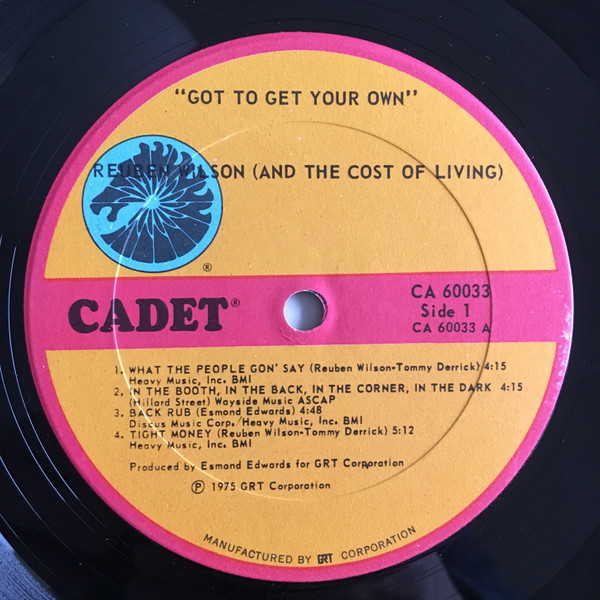 "GOT TO GET YOUR OWN"
REUBEN WILSON (AND THE COST OF LIVING)
®
CADET®
CA 60033
Side 1
CA 60033 A
1. WHAT THE PEOPLE GON' SAY (Reuben Wilson-Tommy Derrick) 4:15
Heavy Music, Inc. BMI
2. IN THE BOOTH, IN THE BACK, IN THE CORNER, IN THE DARK 4:15
(Hillard Street) Wayside Music ASCAP
3. BACK RUB (Esmond Edwards) 4:48
Discus Music Corp./Heavy Music, Inc. BMI
4. TIGHT MONEY (Reuben Wilson-Tommy Derrick) 5:12
Heavy Music, Inc. BMI
Produced by Esmond Edwards for GRT Corporation
℗ 1975 GRT Corporation
MANUFACTURED BY GRT CORPORATION